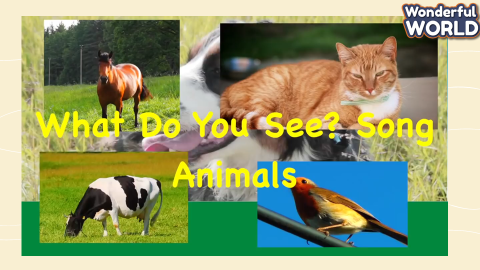 Wonderful
WORLD
What Do You See? Song
Animals